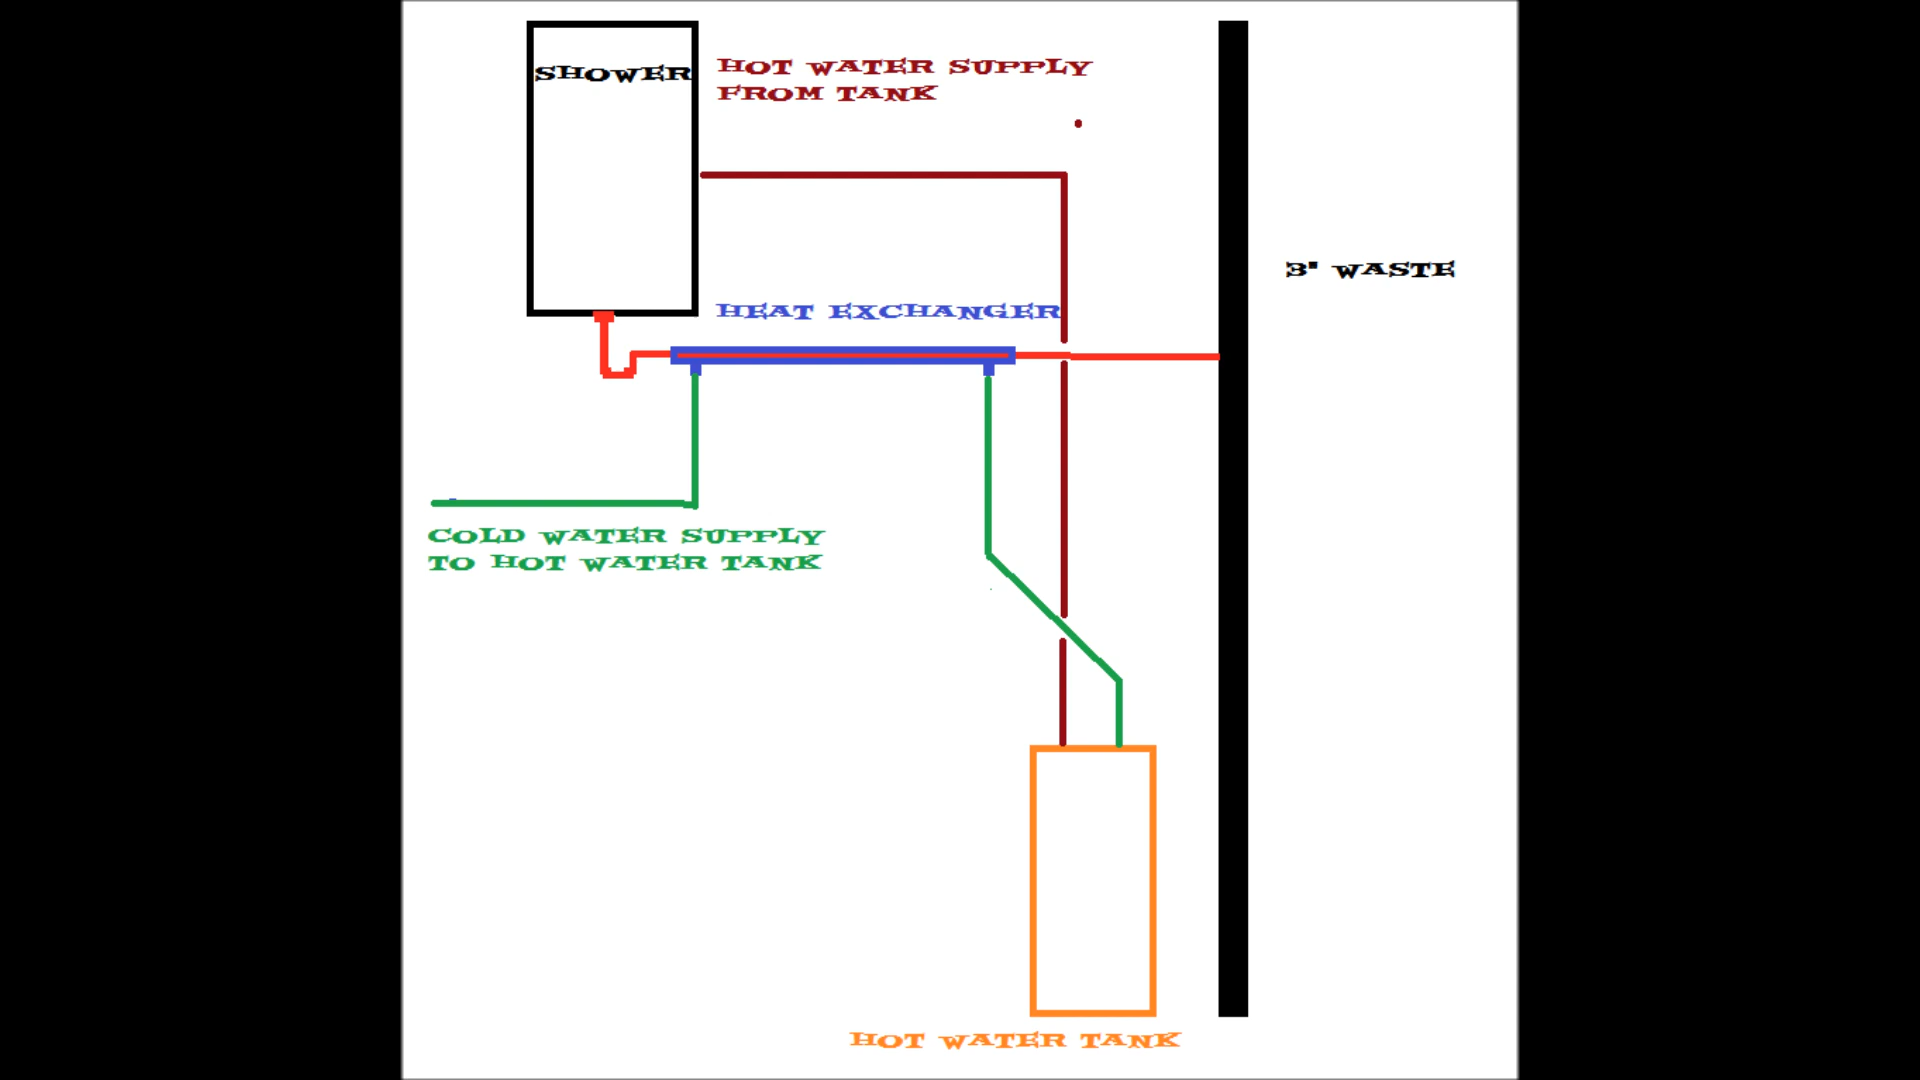 SHOWER
HOT WATER SUPPLY
FROM TANK
3" WASTE
HEAT EXCHANGER
COLD WATER SUPPLY
TO HOT WATER TANK
HOT WATER TANK